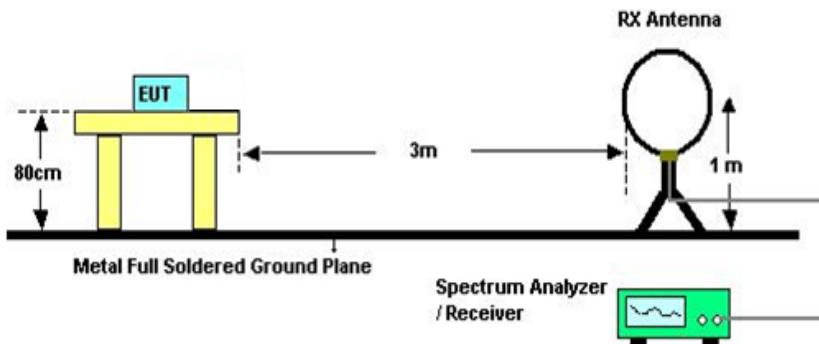 RX Antenna
EUT
3m
80cm
1 m
Metal Full Soldered Ground Plane
Spectrum Analyzer
/ Receiver